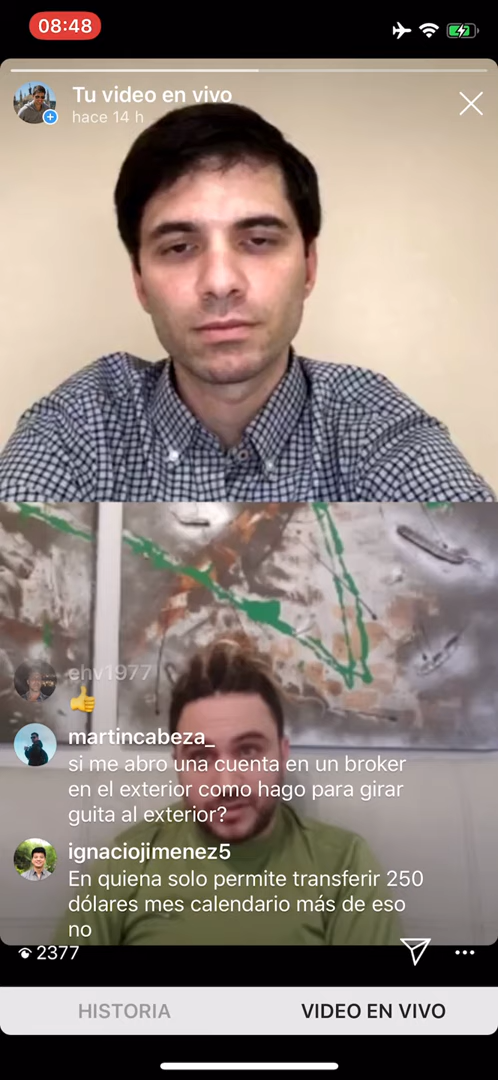 08:48
Tu video en vivo
hace 14 h
ehv1977
👍
martincabeza_
si me abro una cuenta en un broker
en el exterior como hago para girar
guita al exterior?
ignaciojimenez5
En quiena solo permite transferir 250
dólares mes calendario más de eso
no
2377
HISTORIA
VIDEO EN VIVO